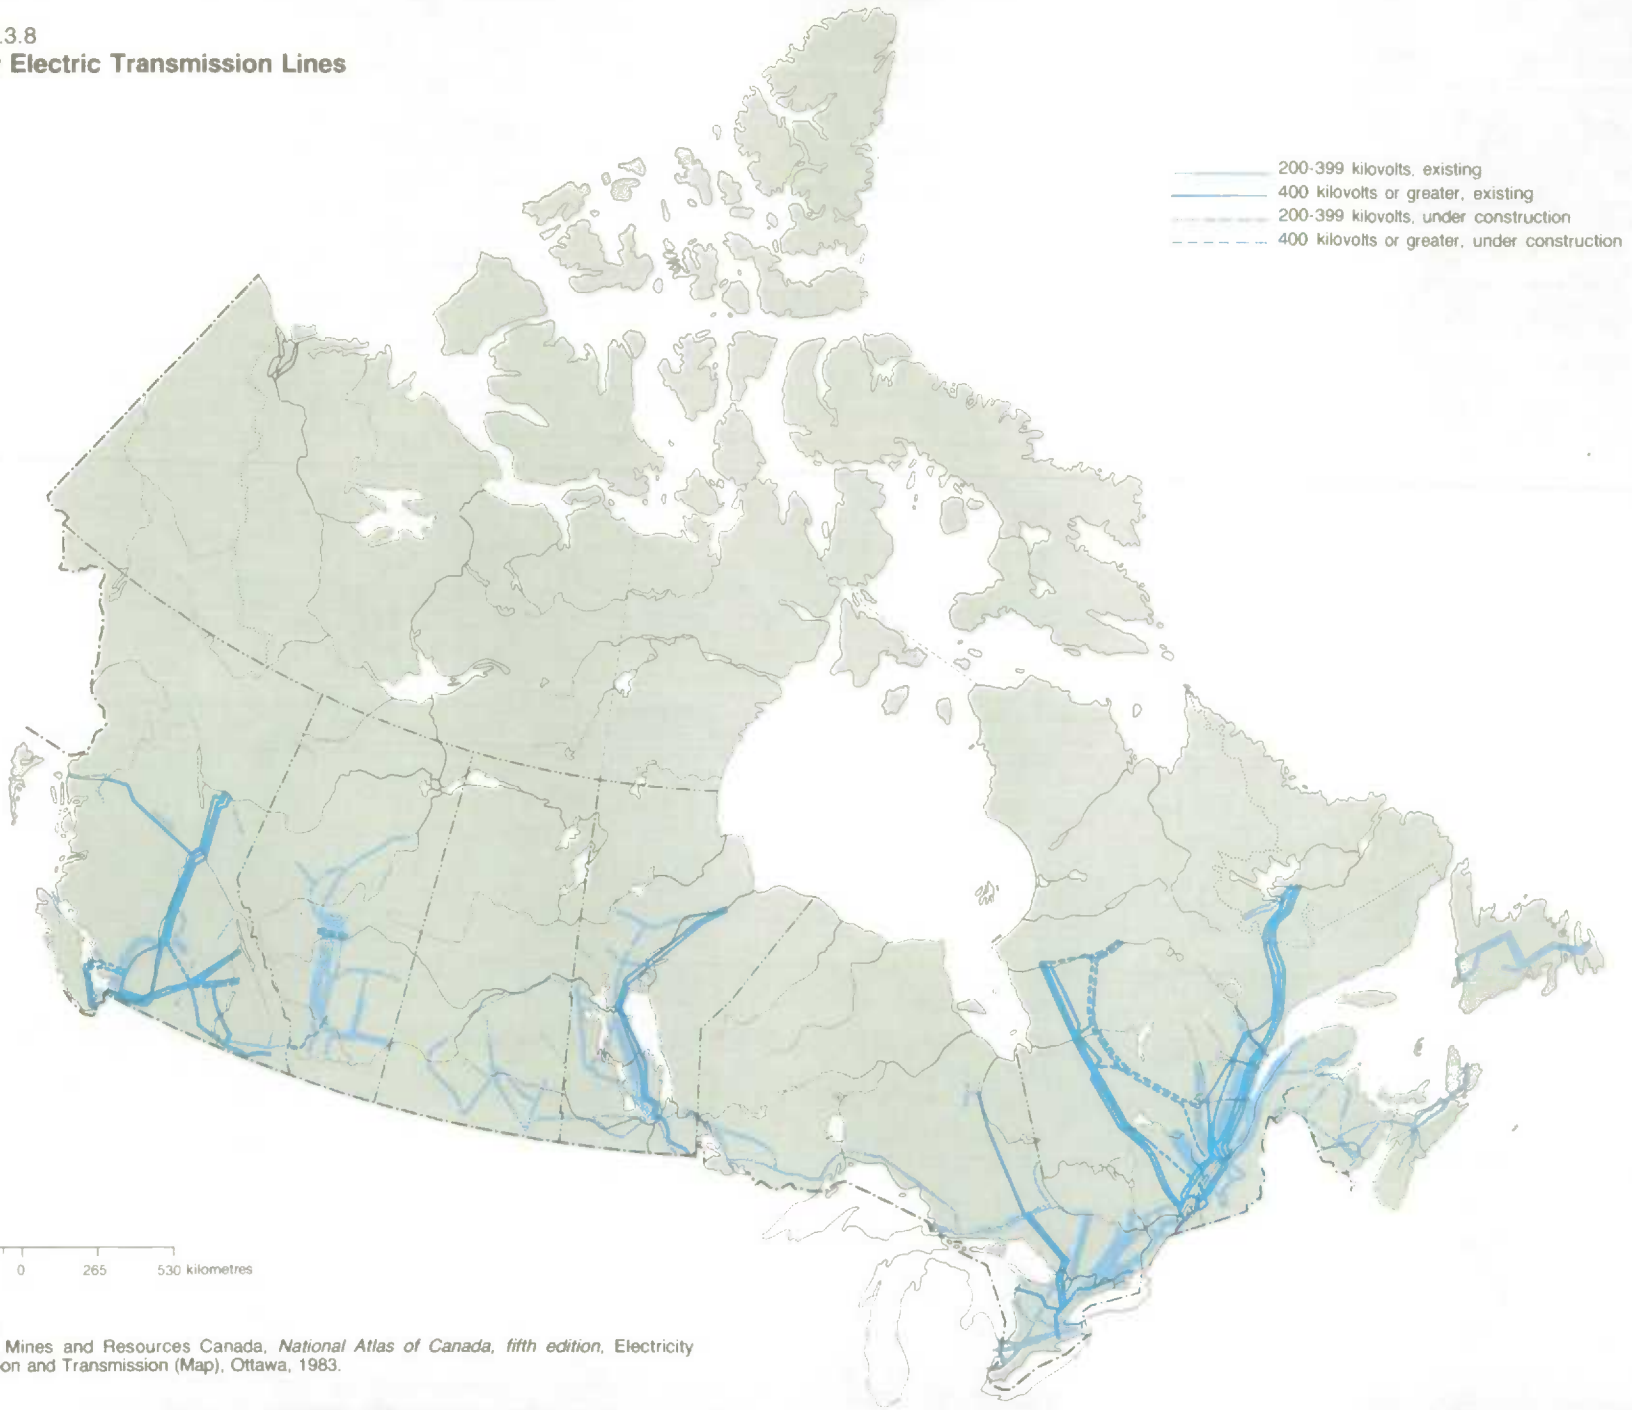 .3.8
Electric Transmission Lines
200-399 kilovolts, existing
400 kilovolts or greater, existing
200-399 kilovolts, under construction
400 kilovolts or greater, under construction
0 265 530 kilometres
Mines and Resources Canada, National Atlas of Canada, fifth edition, Electricity
on and Transmission (Map), Ottawa, 1983.